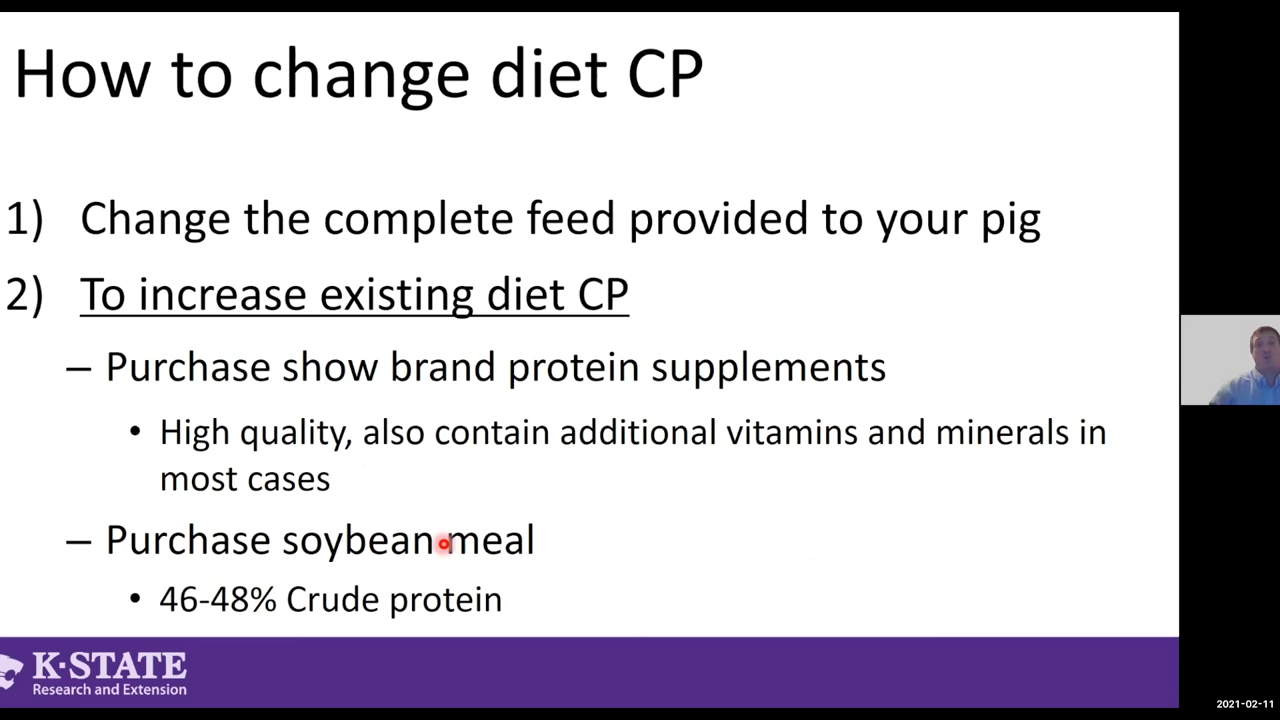 How to change diet CP
1) Change the complete feed provided to your pig
2) To increase existing diet CP
– Purchase show brand protein supplements
• High quality, also contain additional vitamins and minerals in
most cases
– Purchase soybean meal
• 46-48% Crude protein
K-STATE
Research and Extension
2021-02-11